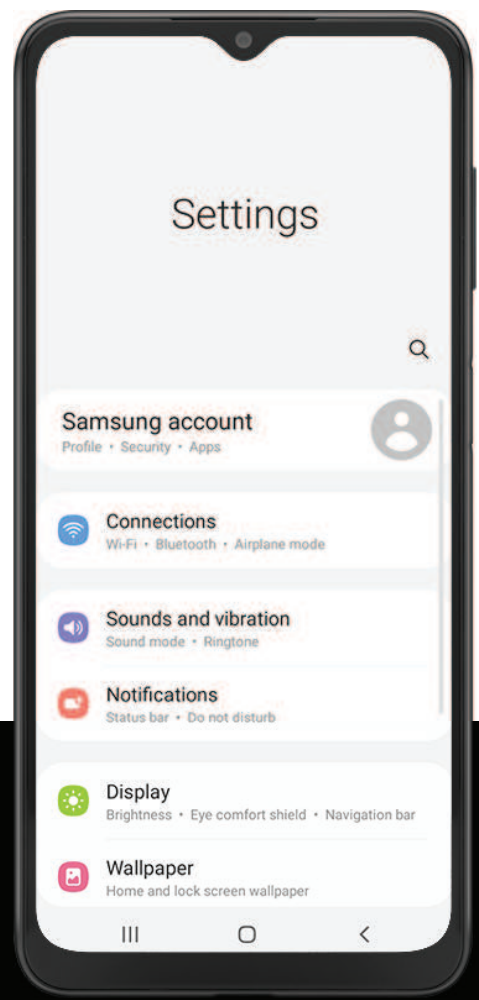 Settings
Samsung account
Profile • Security • Apps
Connections
Wi-Fi • Bluetooth • Airplane mode
Sounds and vibration
Sound mode • Ringtone
Notifications
Status bar • Do not disturb
Display
Brightness • Eye comfort shield • Navigation bar
Wallpaper
Home and lock screen wallpaper